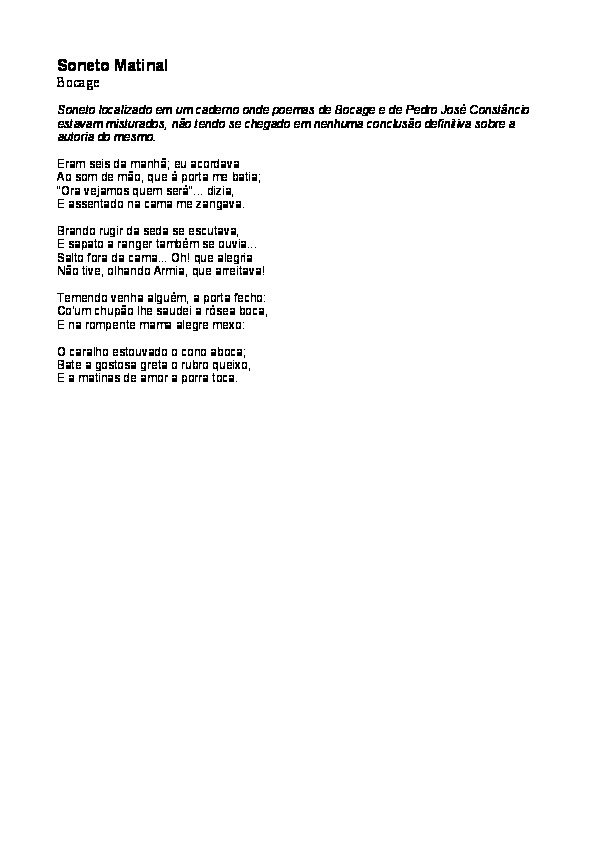 Soneto Matinal
Bocage
Soneto localizado em um caderno onde poemas de Bocage e de Pedro José Constâncio
estavam misturados, não tendo se chegado em nenhuma conclusão definitiva sobre a
autoria do mesmo.
Eram seis da manhã; eu acordava
Ao som de mão, que à porta me batia;
"Ora vejamos quem será"... dizia,
E assentado na cama me zangava.
Brando rugir da seda se escutava,
E sapato a ranger também se ouvia...
Salto fora da cama... Oh! que alegria
Não tive, olhando Armia, que arreitava!
Temendo venha alguém, a porta fecho:
Co'um chupão lhe saudei a rósea boca,
E na rompente mama alegre mexo:
O caralho estouvado o cono aboca;
Bate a gostosa greta o rubro queixo,
E a matinas de amor a porra toca.